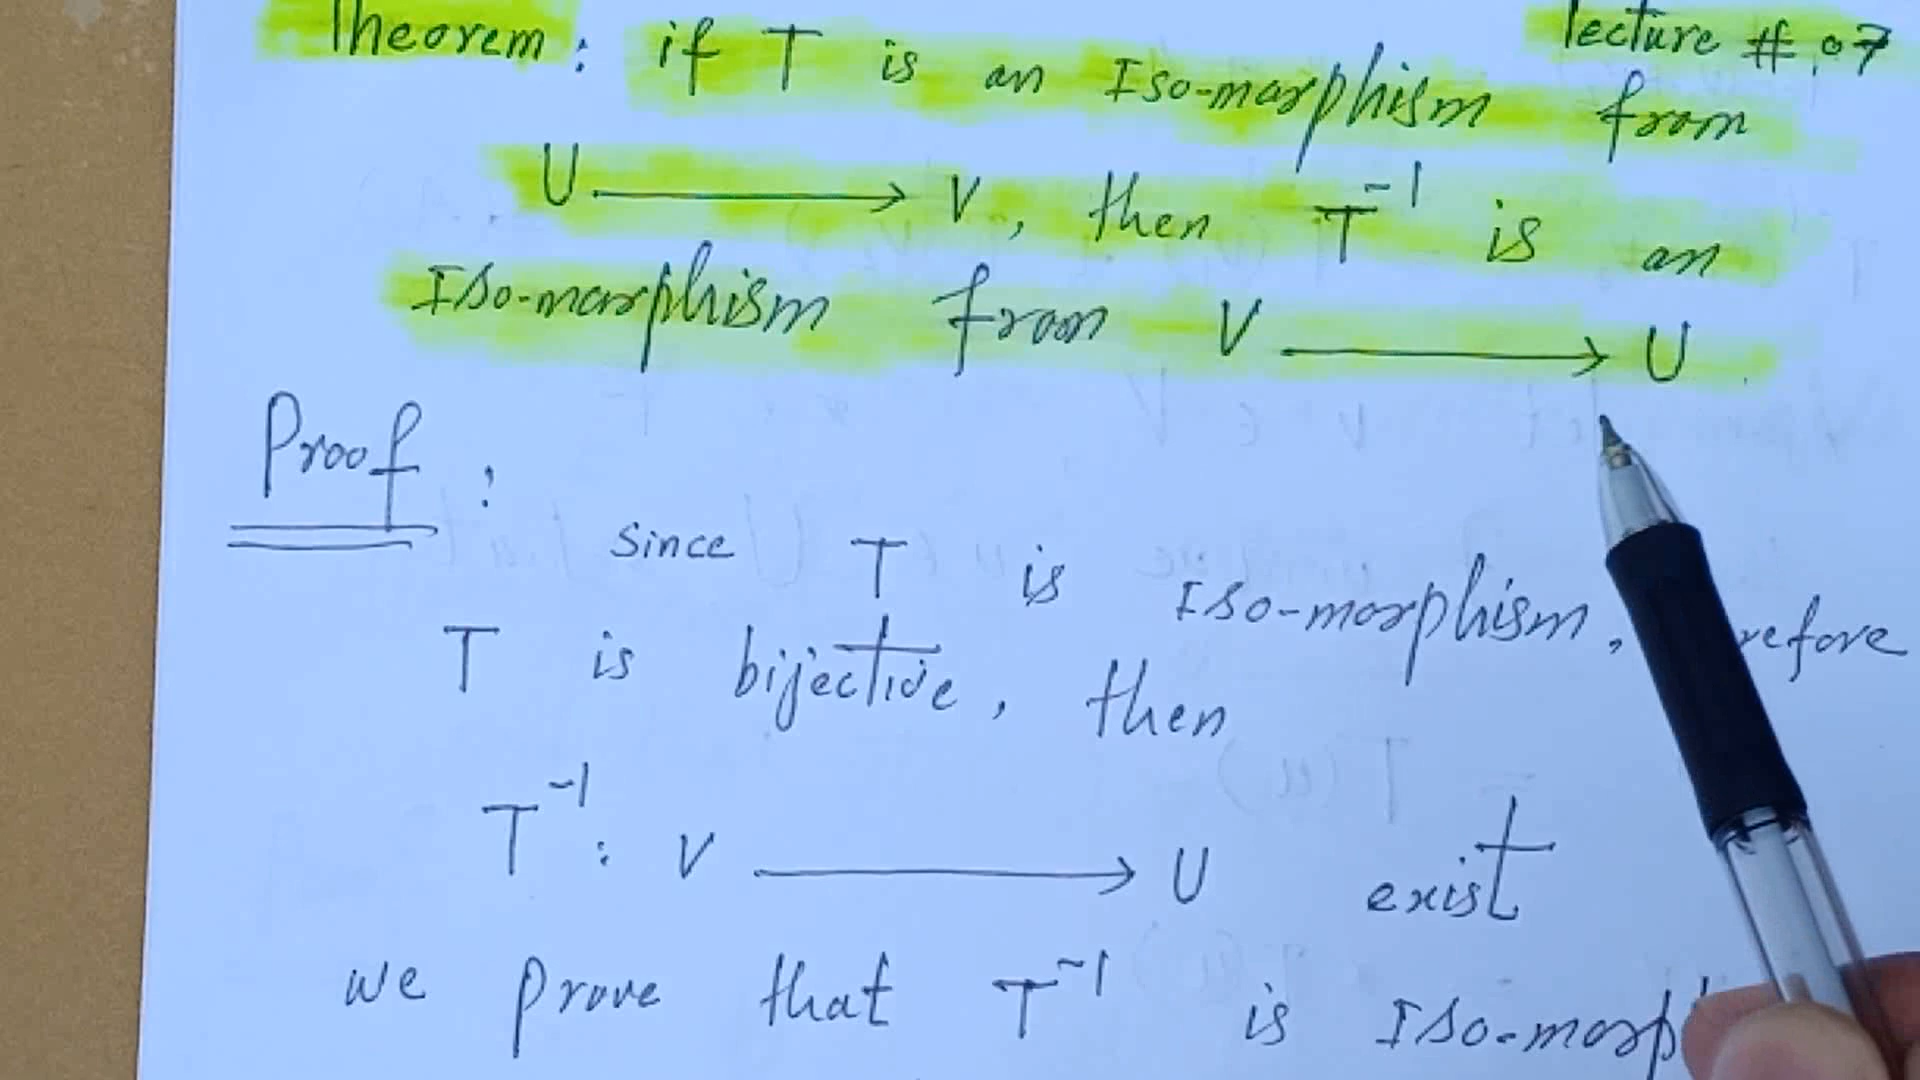 Theorem: if T is an Iso-morphism from
lecture #.07
U ⟶ V, then T⁻¹ is an
Iso-morphism from V ⟶ U.
Proof:
since T is Iso-morphism,
T is bijective, then
T⁻¹: V ⟶ U exist
we prove that T⁻¹ is